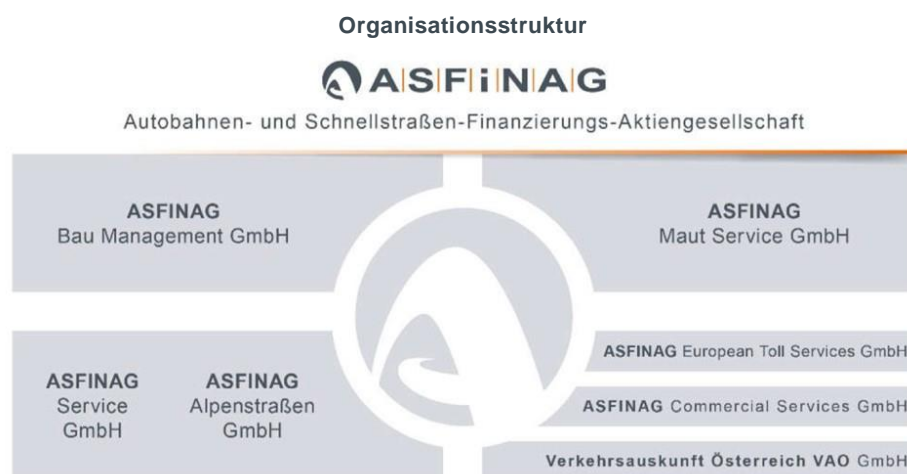 Organisationsstruktur
A|S|F|i|N|A|G
Autobahnen- und Schnellstraßen-Finanzierungs-Aktiengesellschaft
ASFINAG
Bau Management GmbH
ASFINAG
Maut Service GmbH
ASFINAG
Service
GmbH
ASFINAG
Alpenstraßen
GmbH
ASFINAG European Toll Services GmbH
ASFINAG Commercial Services GmbH
Verkehrsauskunft Österreich VAO GmbH